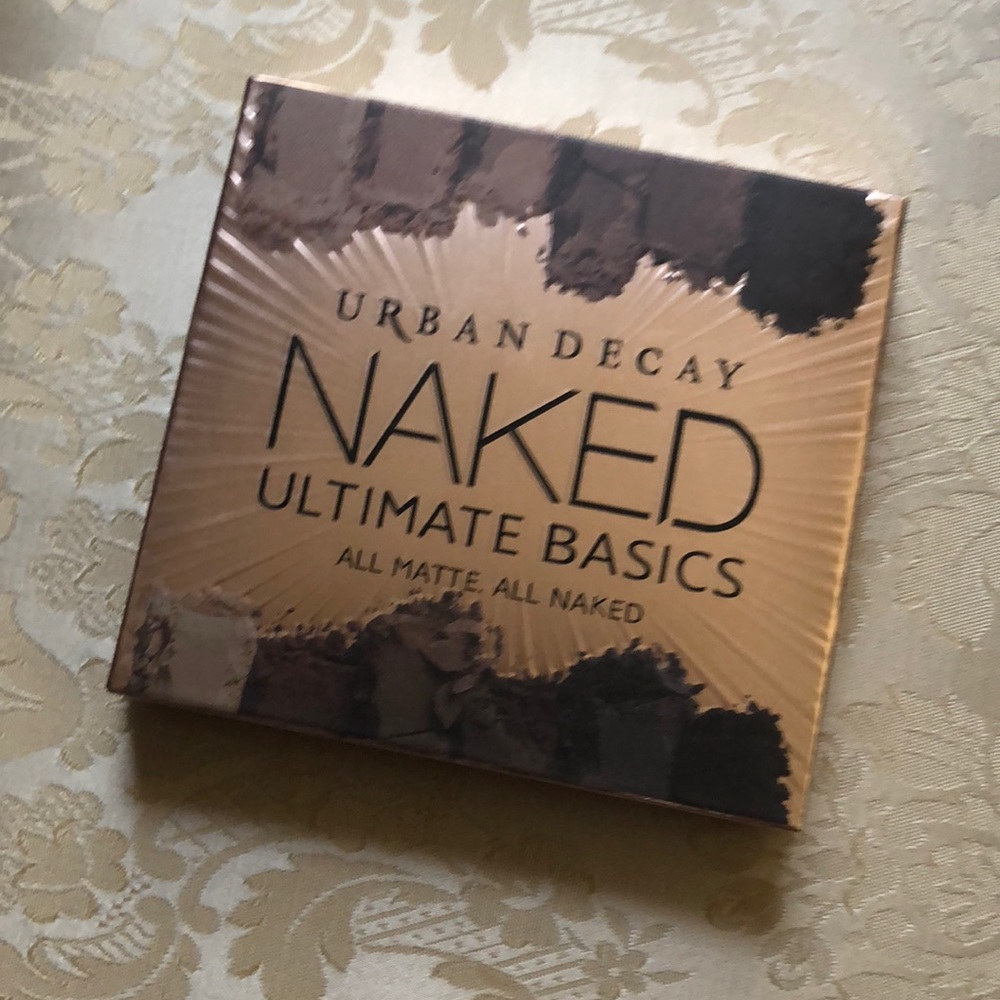 URBAN DECAY
NAKED
ULTIMATE BASICS
ALL MATTE. ALL NAKED